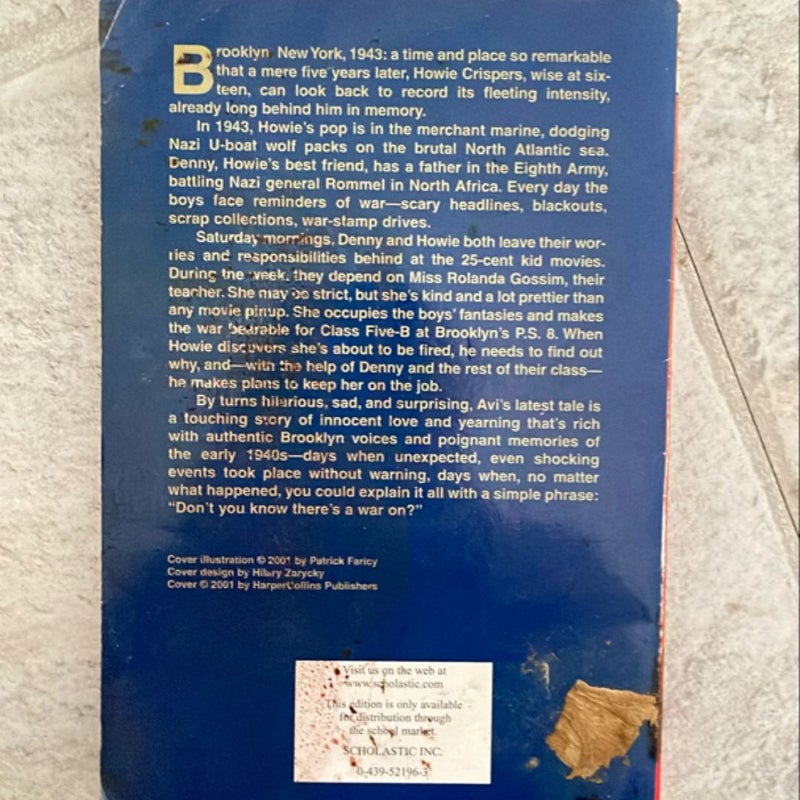 Brooklyn New York, 1943: a time and place so remarkable
that a mere five years later, Howie Crispers, wise at six-
teen, can look back to record its fleeting intensity,
already long behind him in memory.
In 1943, Howie's pop is in the merchant marine, dodging
Nazi U-boat wolf packs on the brutal North Atlantic sea.
Denny, Howie's best friend, has a father in the Eighth Army,
battling Nazi general Rommel in North Africa. Every day the
boys face reminders of war—scary headlines, blackouts,
scrap collections, war-stamp drives.
Saturday mornings, Denny and Howie both leave their wor-
ries and responsibilities behind at the 25-cent kid movies.
During the week, they depend on Miss Rolanda Gossim, their
teacher. She may be strict, but she's kind and a lot prettier than
any movie pinup. She occupies the boys' fantasies and makes
the war bearable for Class Five-B at Brooklyn's P.S. 8. When
Howie discovers she's about to be fired, he needs to find out
why, and—with the help of Denny and the rest of their class—
he makes plans to keep her on the job.
By turns hilarious, sad, and surprising, Avi's latest tale is
a touching story of innocent love and yearning that's rich
with authentic Brooklyn voices and poignant memories of
the early 1940s—days when unexpected, even shocking
events took place without warning, days when, no matter
what happened, you could explain it all with a simple phrase:
"Don't you know there's a war on?"
Cover illustration © 2001 by Patrick Faricy
Cover design by Hilary Zarycky
Cover © 2001 by HarperCollins Publishers
Visit us on the web at
www.scholastic.com
This edition is only available
for distribution through
the school market.
SCHOLASTIC INC.
0-439-52196-3